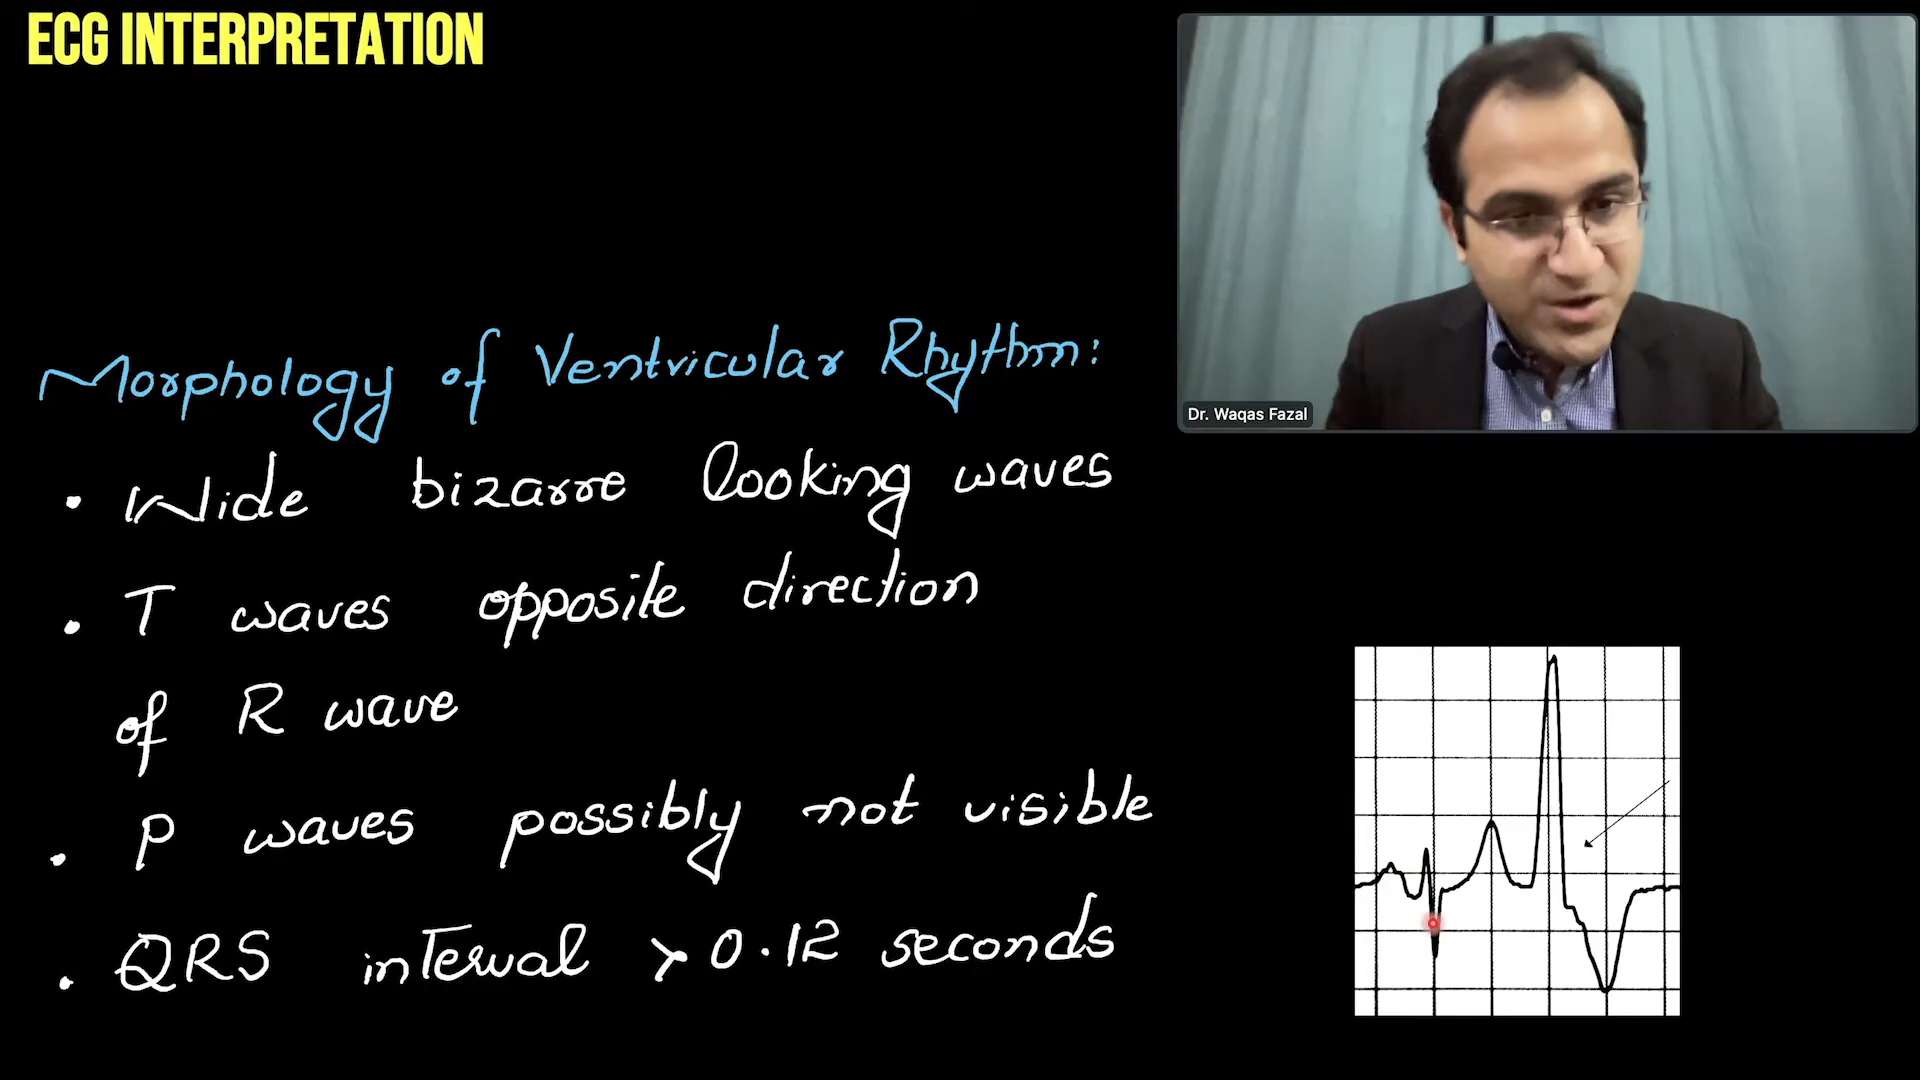 ECG INTERPRETATION
Dr. Waqas Fazal
Morphology of Ventricular Rhythm:
• Wide bizarre looking waves
• T waves opposite direction
of R wave
• P waves possibly not visible
• QRS interval > 0.12 seconds